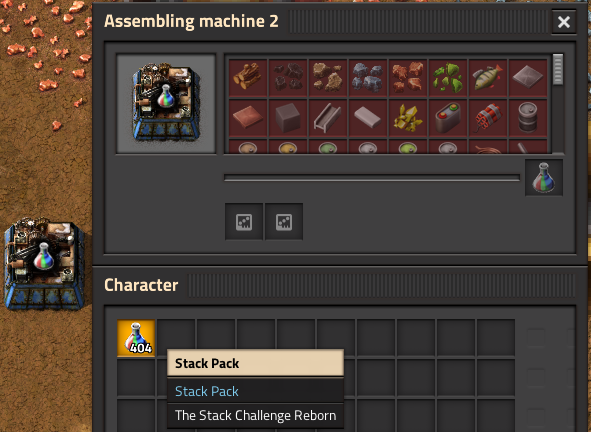 Assembling machine 2
Character
404
Stack Pack
Stack Pack
The Stack Challenge Reborn